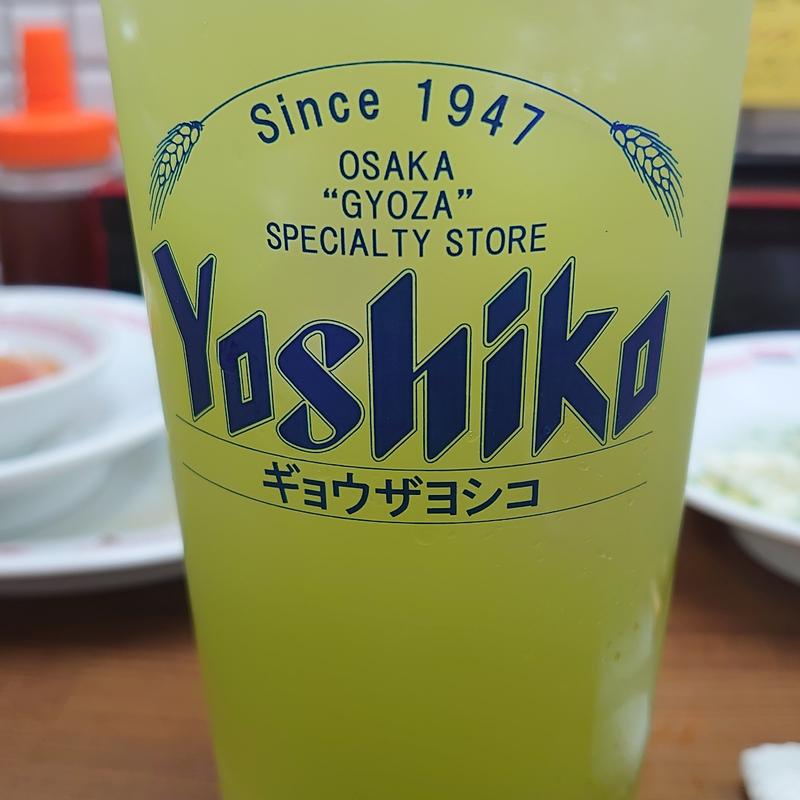 Since 1947
OSAKA
“GYOZA”
SPECIALTY STORE
Yoshiko
ギョウザヨシコ